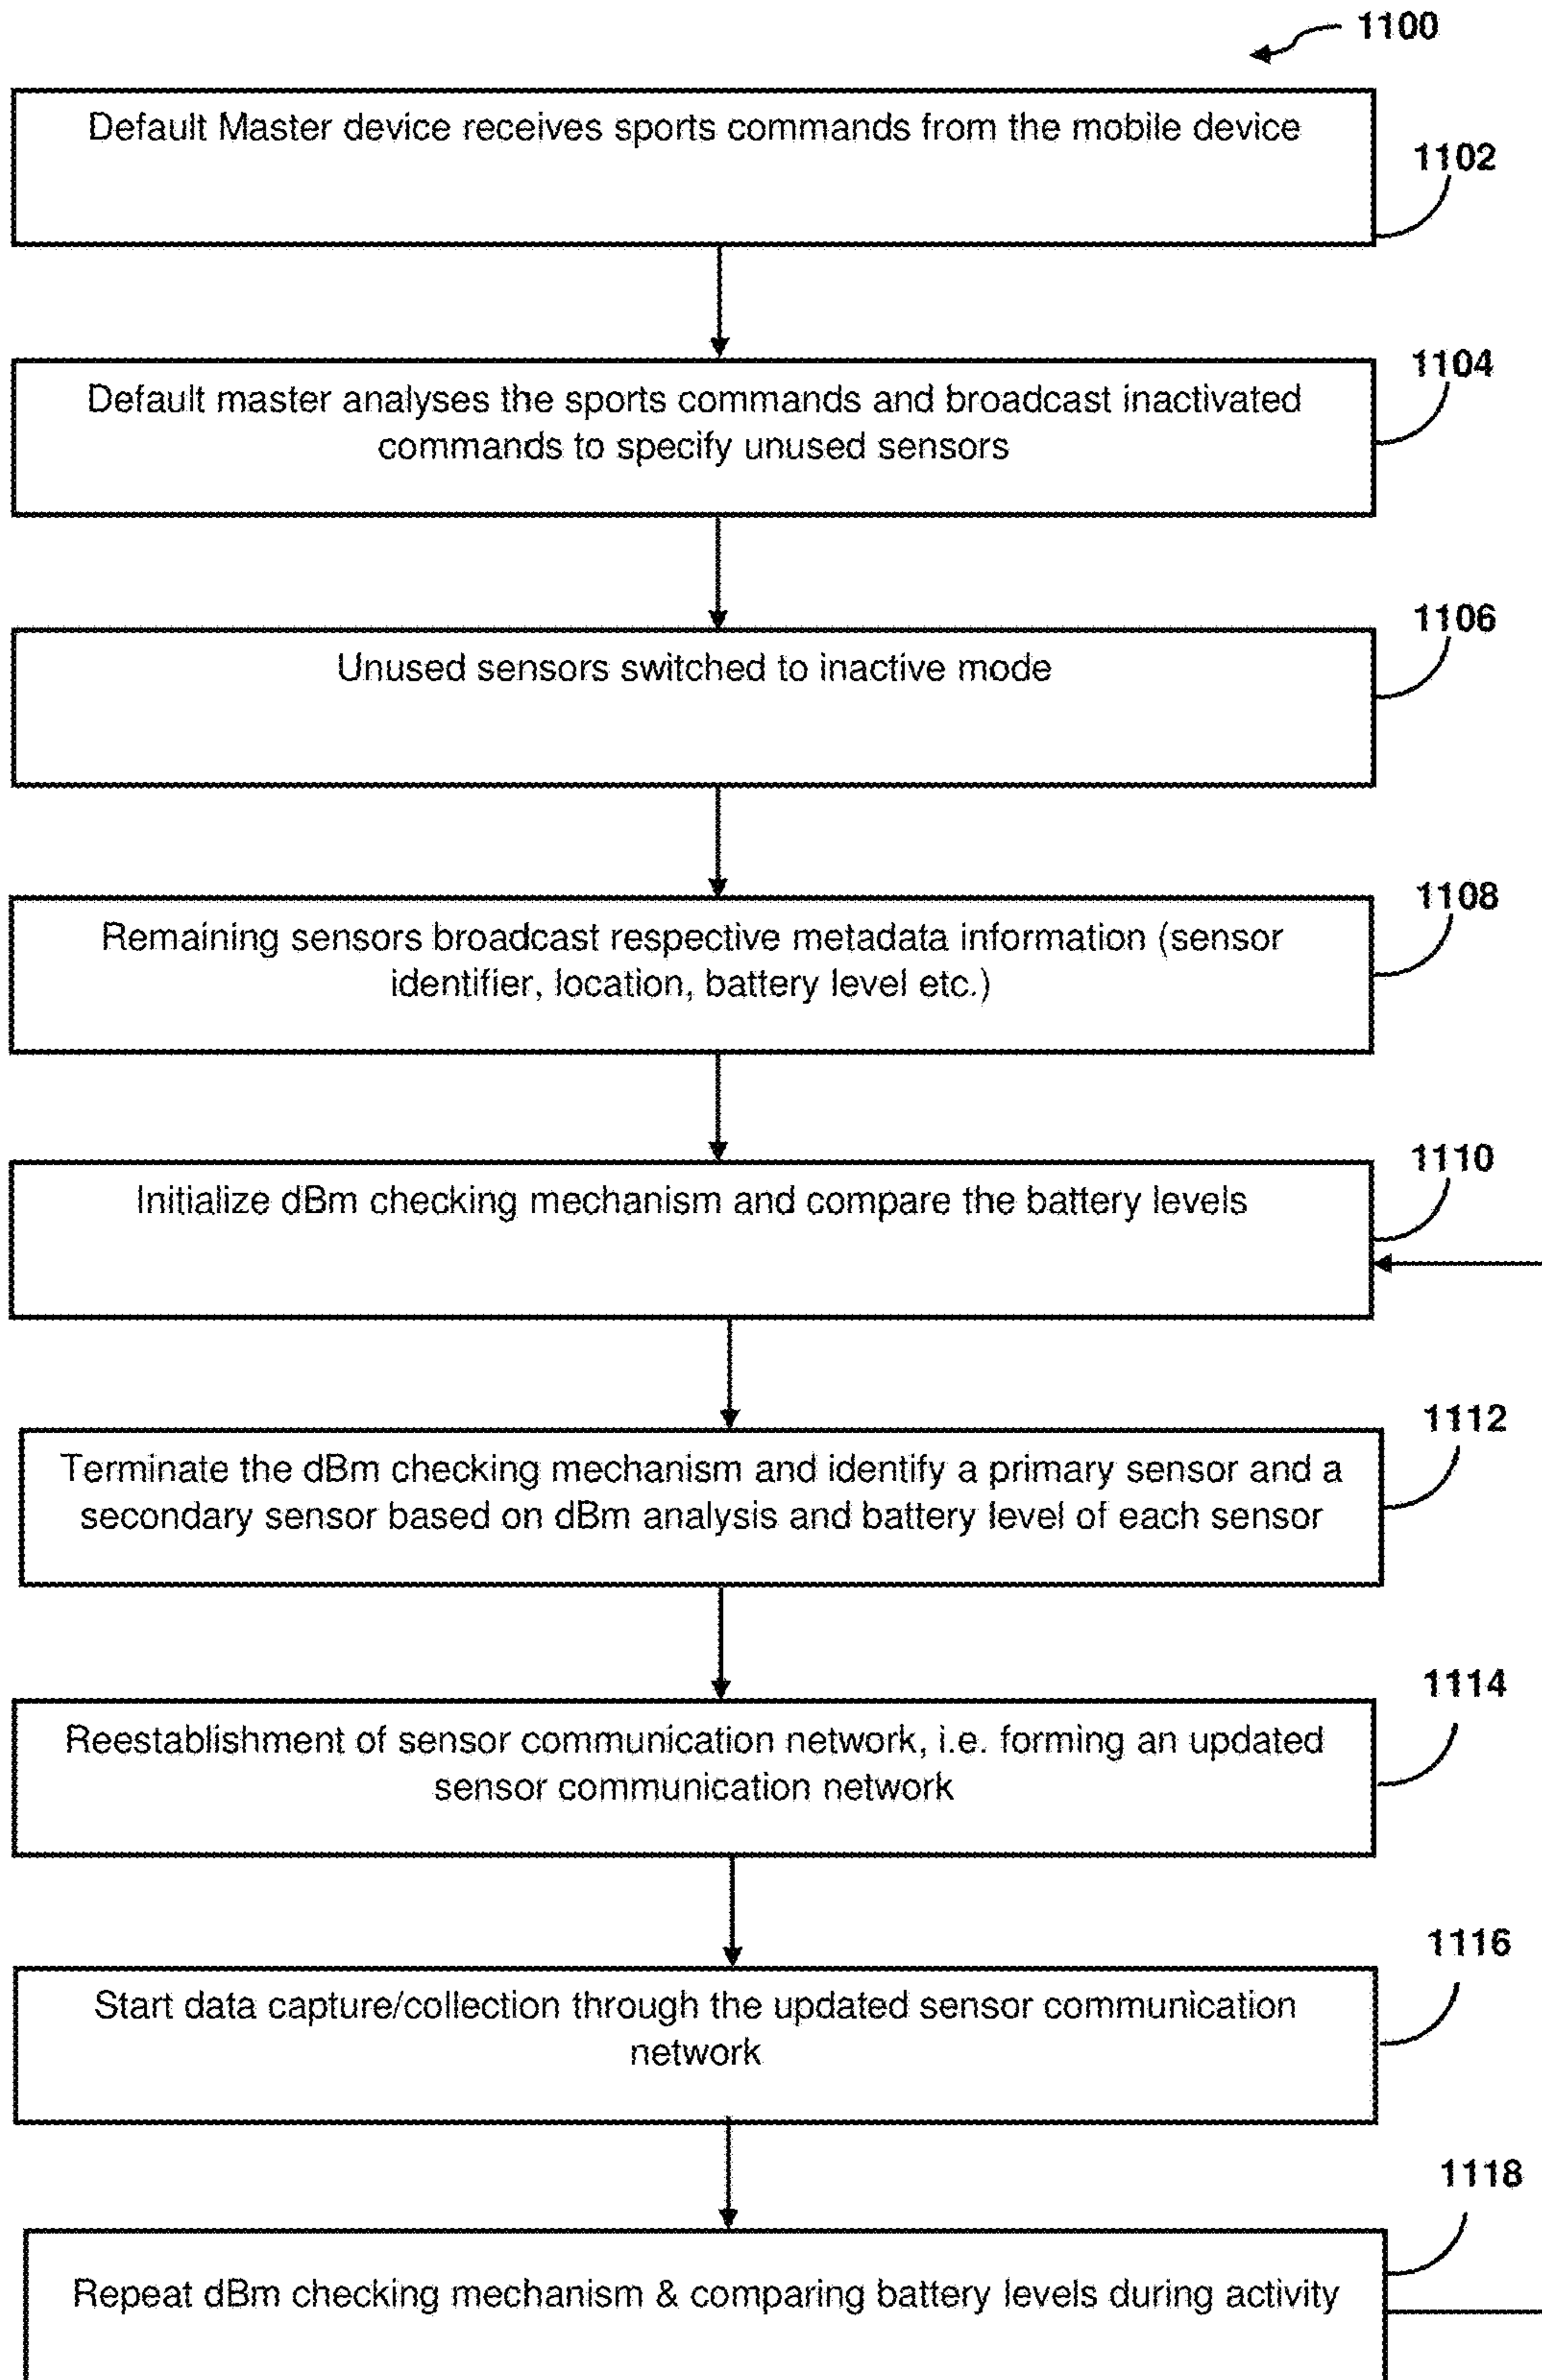 1100
Default Master device receives sports commands from the mobile device
1102
1104
Default master analyses the sports commands and broadcast inactivated
commands to specify unused sensors
1106
Unused sensors switched to inactive mode
1108
Remaining sensors broadcast respective metadata information (sensor
identifier, location, battery level etc.)
1110
Initialize dBm checking mechanism and compare the battery levels
1112
Terminate the dBm checking mechanism and identify a primary sensor and a
secondary sensor based on dBm analysis and battery level of each sensor
1114
Reestablishment of sensor communication network, i.e. forming an updated
sensor communication network
1116
Start data capture/collection through the updated sensor communication
network
1118
Repeat dBm checking mechanism & comparing battery levels during activity